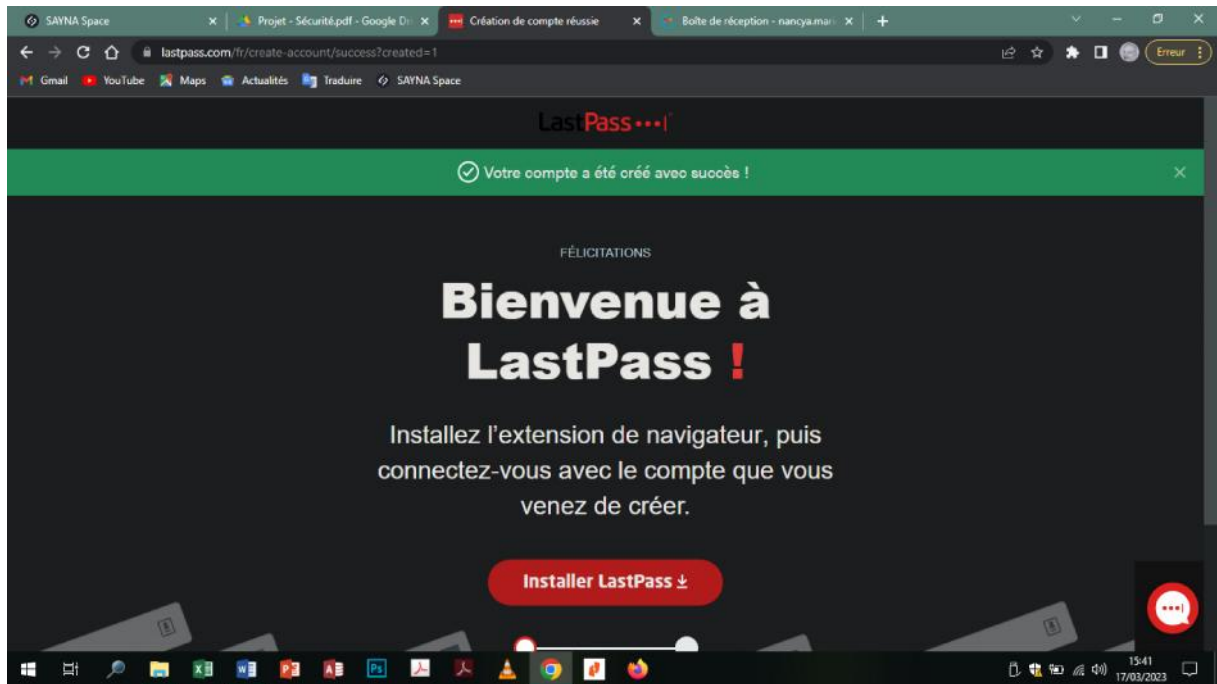 SAYNA Space
Projet - Sécurité.pdf - Google Dr
Création de compte réussie
Boîte de réception - nancya.mari
lastpass.com/fr/create-account/success?created=1
Erreur
Gmail YouTube Maps Actualités Traduire SAYNA Space
LastPass
Votre compte a été créé avec succès !
FÉLICITATIONS
Bienvenue à
LastPass !
Installez l'extension de navigateur, puis
connectez-vous avec le compte que vous
venez de créer.
Installer LastPass
15:41
17/03/2023